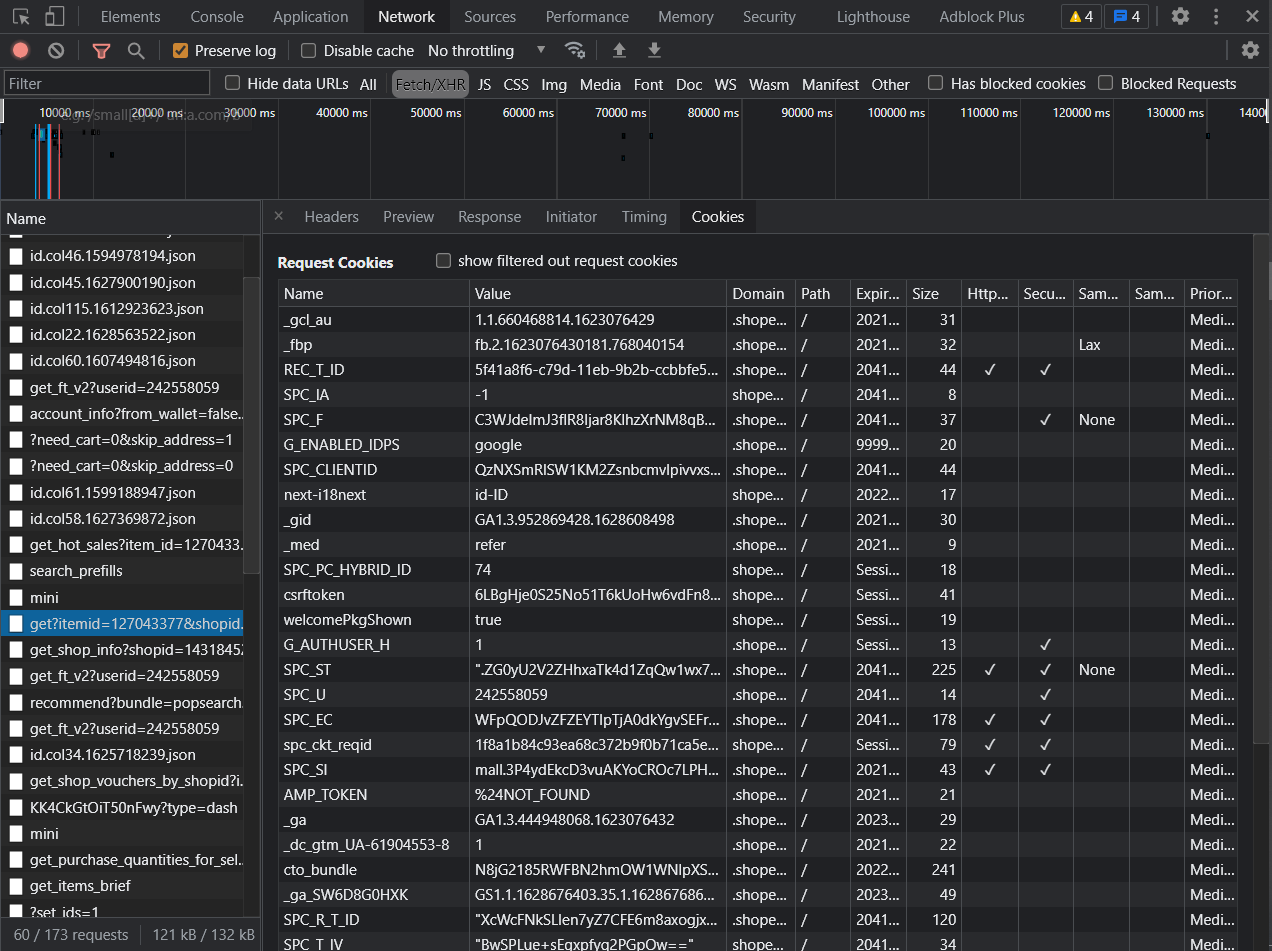 Elements Console Application Network Sources Performance Memory Security Lighthouse Adblock Plus 4 4
Preserve log Disable cache No throttling
Filter Hide data URLs All Fetch/XHR JS CSS Img Media Font Doc WS Wasm Manifest Other Has blocked cookies Blocked Requests
10000 ms 20000 ms 30000 ms 40000 ms 50000 ms 60000 ms 70000 ms 80000 ms 90000 ms 100000 ms 110000 ms 120000 ms 130000 ms 14000
Name
id.col46.1594978194.json
id.col45.1627900190.json
id.col115.1612923623.json
id.col22.1628563522.json
id.col60.1607494816.json
get_ft_v2?userid=242558059
account_info?from_wallet=false...
?need_cart=0&skip_address=1
?need_cart=0&skip_address=0
id.col61.1599188947.json
id.col58.1627369872.json
get_hot_sales?item_id=1270433...
search_prefills
mini
get?itemid=127043377&shopid...
get_shop_info?shopid=14318452
get_ft_v2?userid=242558059
recommend?bundle=popsearch...
get_ft_v2?userid=242558059
id.col34.1625718239.json
get_shop_vouchers_by_shopid?i...
KK4CkGtOiT50nFwy?type=dash
mini
get_purchase_quantities_for_sel...
get_items_brief
?set_ids=1
60 / 173 requests 121 kB / 132 kB
Headers Preview Response Initiator Timing Cookies
Request Cookies show filtered out request cookies
Name Value Domain Path Expir... Size Http... Secu... Sam... Sam... Prior...
_gcl_au 1.1.660468814.1623076429 .shope... / 2021... 31 Medi...
_fbp fb.2.1623076430181.768040154 .shope... / 2021... 32 Lax Medi...
REC_T_ID 5f41a8f6-c79d-11eb-9b2b-ccbbfe5... .shope... / 2041... 44 ✓ ✓ Medi...
SPC_IA -1 shope... / 2041... 8 Medi...
SPC_F C3WJdeImJ3flR8Ijar8KlhzXrNM8qB... .shope... / 2041... 37 ✓ None Medi...
G_ENABLED_IDPS google .shope... / 9999... 20 Medi...
SPC_CLIENTID QzNXSmRlSW1KM2Zsnbcmvlpivvxs... .shope... / 2041... 44 Medi...
next-i18next id-ID shope... / 2022... 17 Medi...
_gid GA1.3.952869428.1628608498 .shope... / 2021... 30 Medi...
_med refer .shope... / 2021... 9 Medi...
SPC_PC_HYBRID_ID 74 .shope... / Sessi... 18 Medi...
csrftoken 6LBgHje0S25No51T6kUoHw6vdFn8... shope... / Sessi... 41 Medi...
welcomePkgShown true shope... / Sessi... 19 Medi...
G_AUTHUSER_H 1 .shope... / Sessi... 13 ✓ Medi...
SPC_ST ".ZG0yU2V2ZHhxaTk4d1ZqQw1wx7... .shope... / 2041... 225 ✓ ✓ None Medi...
SPC_U 242558059 .shope... / 2041... 14 ✓ Medi...
SPC_EC WFpQODJvZFZEYTlpTjA0dkYgvSEFr... .shope... / 2041... 178 ✓ ✓ Medi...
spc_ckt_reqid 1f8a1b84c93ea68c372b9f0b71ca5e... shope... / Sessi... 79 ✓ ✓ Medi...
SPC_SI mall.3P4ydEkcD3vuAKYoCROc7LPH... .shope... / 2021... 43 ✓ ✓ Medi...
AMP_TOKEN %24NOT_FOUND .shope... / 2021... 21 Medi...
_ga GA1.3.444948068.1623076432 .shope... / 2023... 29 Medi...
_dc_gtm_UA-61904553-8 1 .shope... / 2021... 22 Medi...
cto_bundle N8jG2185RWFBN2hmOW1WNlpXS... .shope... / 2022... 241 Medi...
_ga_SW6D8G0HXK GS1.1.1628676403.35.1.162867686... .shope... / 2023... 49 Medi...
SPC_R_T_ID "XcWcFNkSLIen7yZ7CFE6m8axogjx... .shope... / 2041... 120 Medi...
SPC_T_IV "BwSPLue+sEqxpfyq2PGpOw==" .shope... / 2041... 34 Medi...